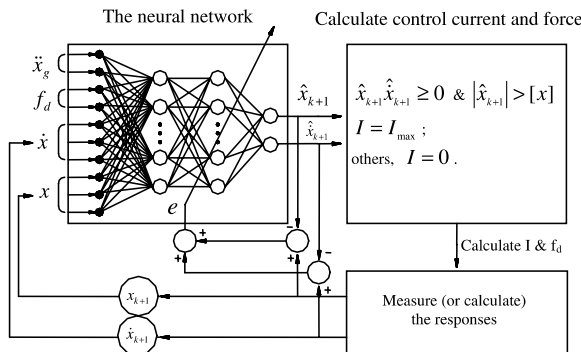 The neural network
Calculate control current and force
ẍ_g
f_d
ẋ
x
e
x̂_{k+1}
x̂̇_{k+1}
x̂_{k+1} x̂̇_{k+1} ≥ 0 & |x̂_{k+1}| > [x]
I = I_max ;
others, I = 0 .
−
+
+
−
+
+
+
+
Calculate I & f_d
x_{k+1}
ẋ_{k+1}
Measure (or calculate)
the responses